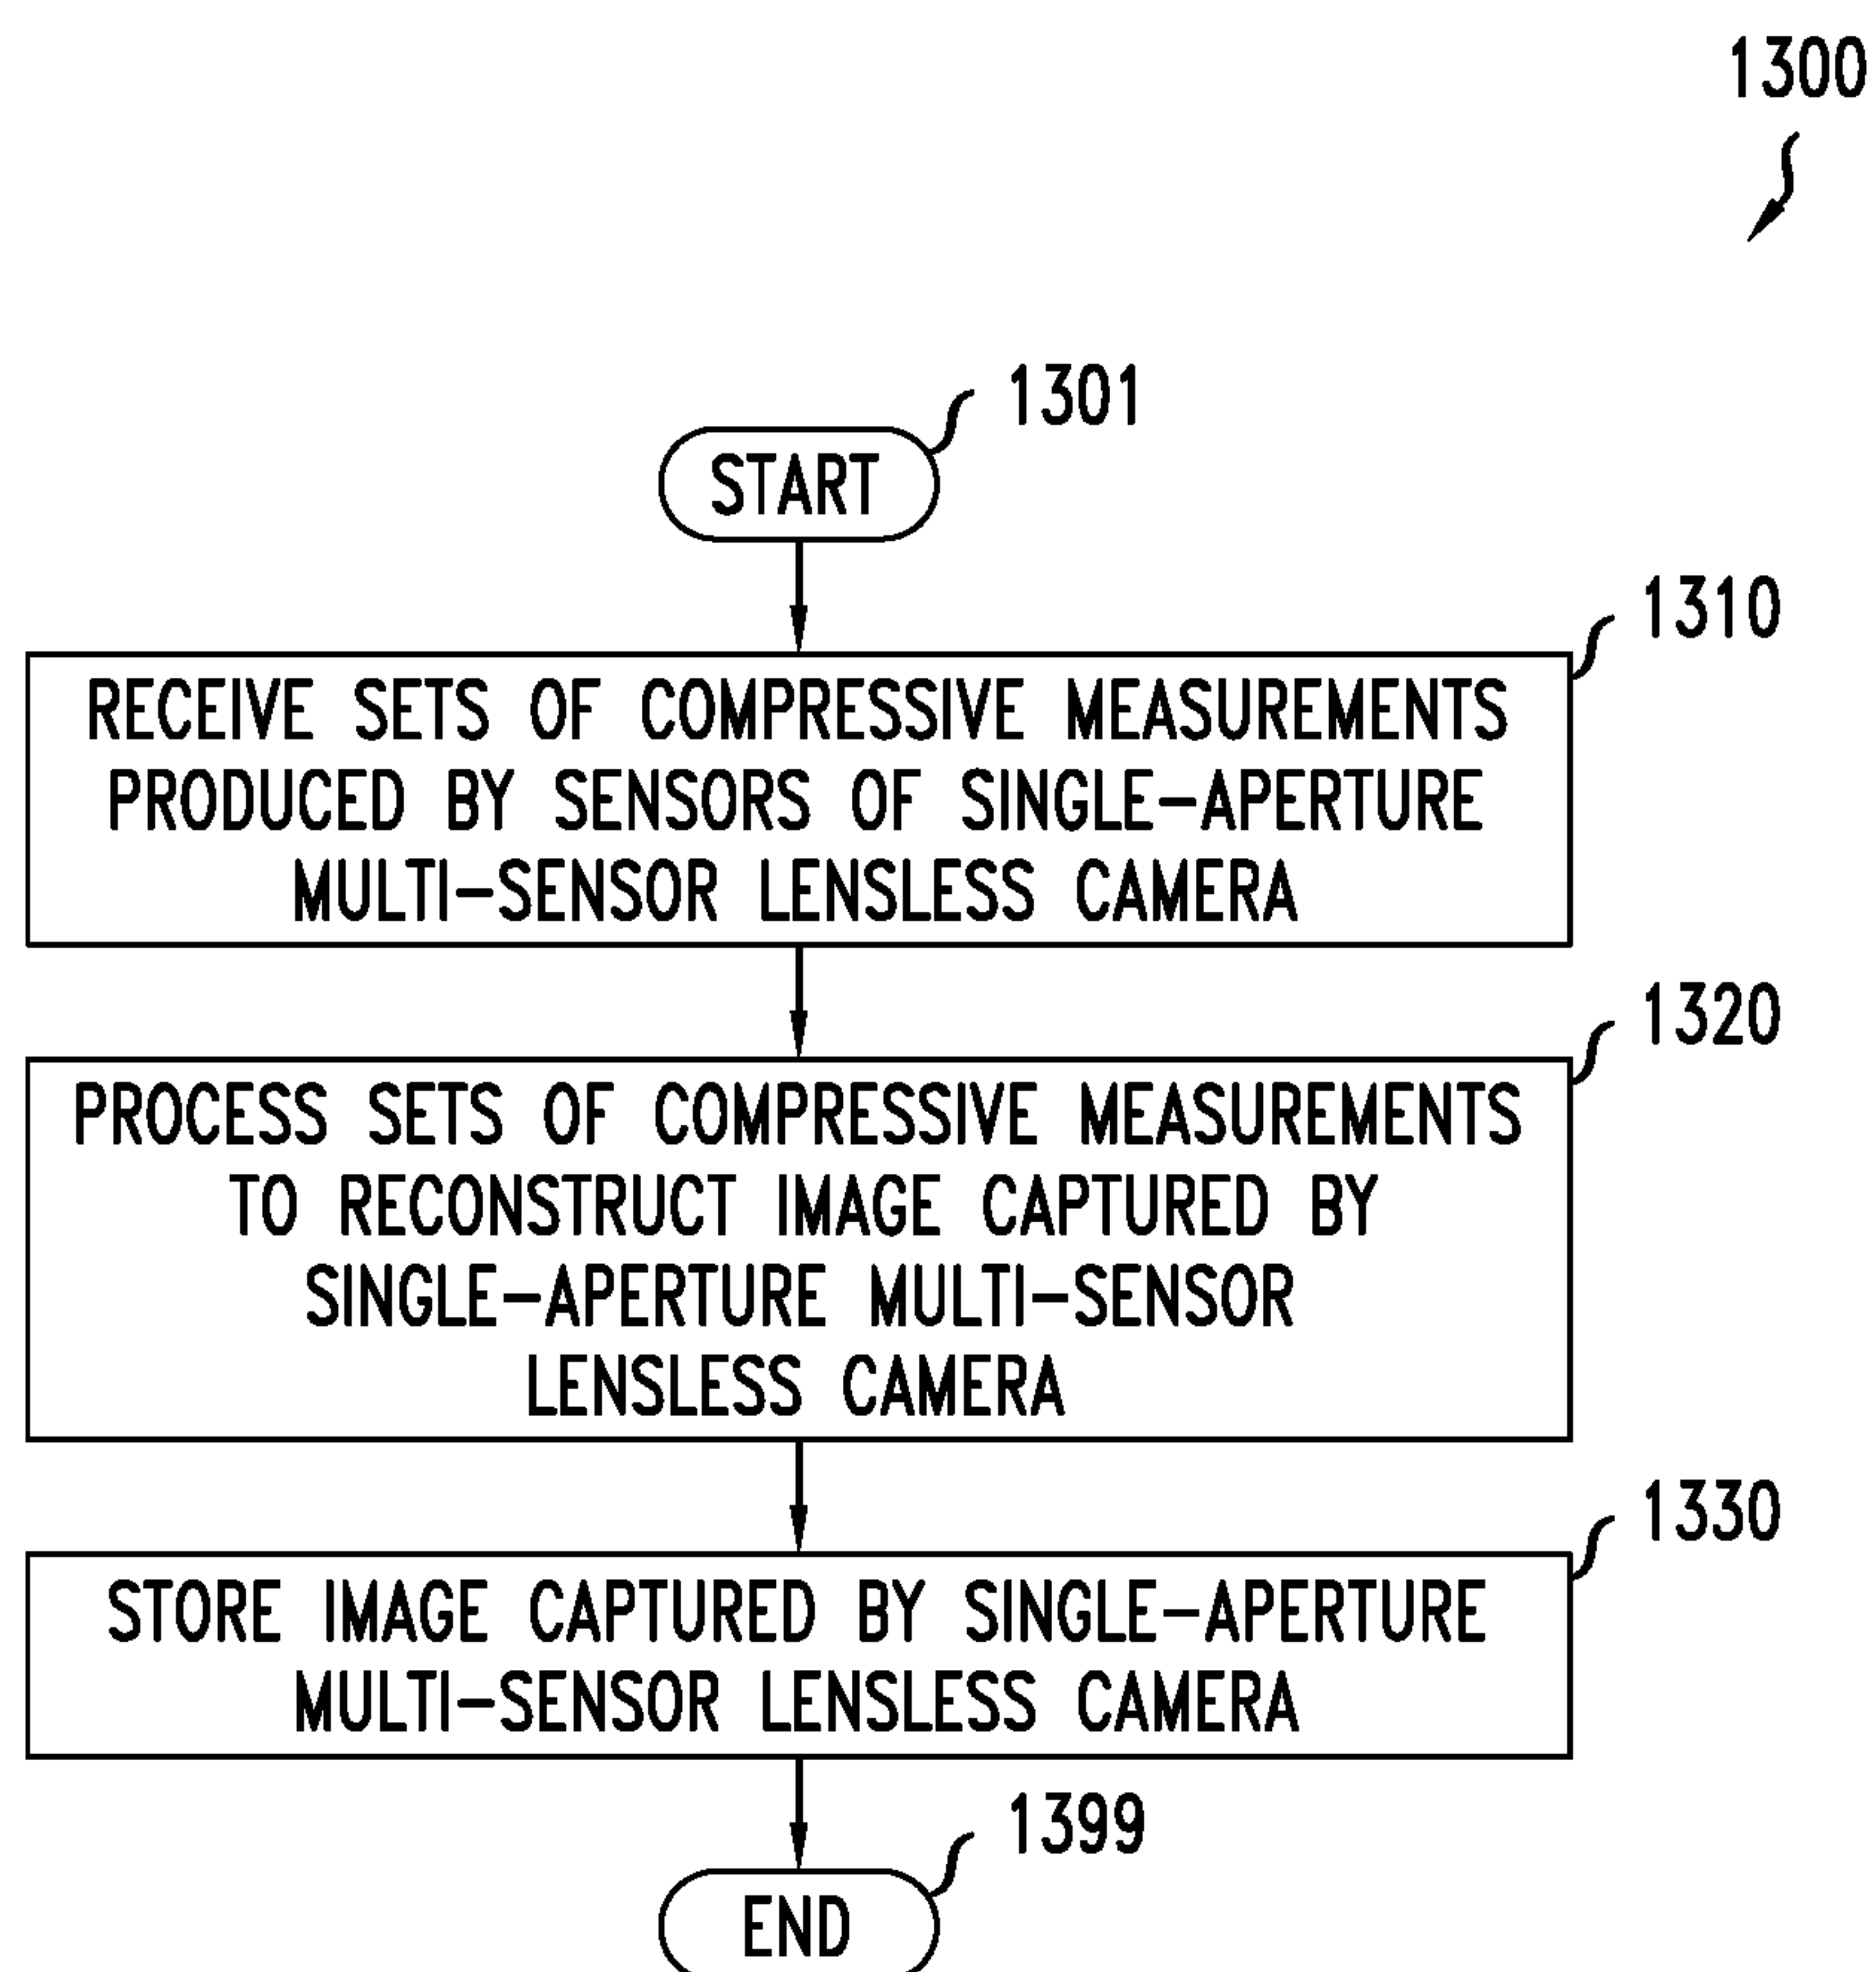 1300
1301
START
1310
RECEIVE SETS OF COMPRESSIVE MEASUREMENTS
PRODUCED BY SENSORS OF SINGLE-APERTURE
MULTI-SENSOR LENSLESS CAMERA
1320
PROCESS SETS OF COMPRESSIVE MEASUREMENTS
TO RECONSTRUCT IMAGE CAPTURED BY
SINGLE-APERTURE MULTI-SENSOR
LENSLESS CAMERA
1330
STORE IMAGE CAPTURED BY SINGLE-APERTURE
MULTI-SENSOR LENSLESS CAMERA
1399
END